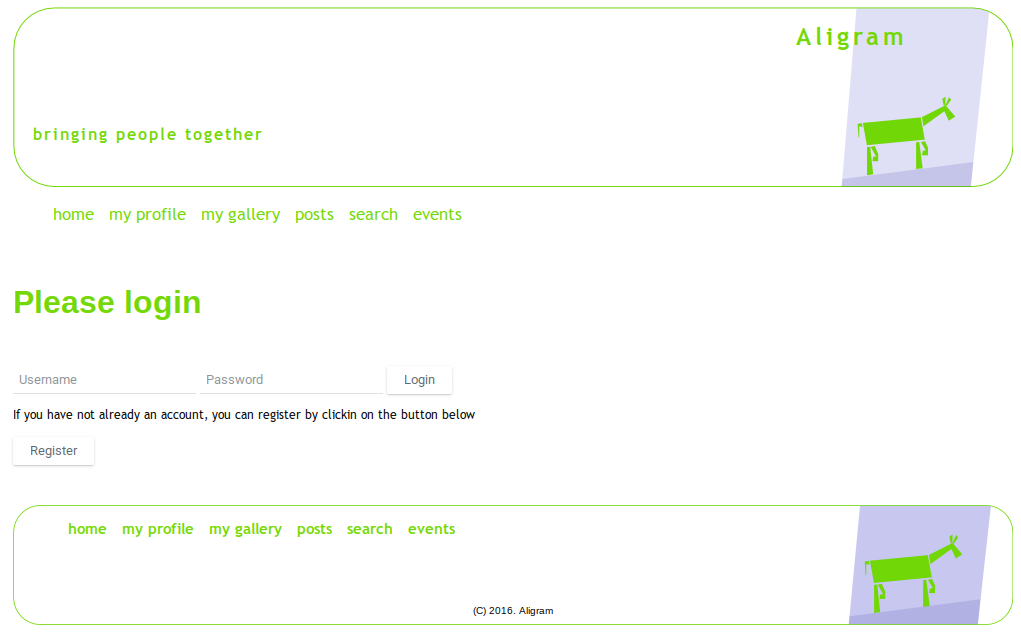 Aligram
bringing people together
home my profile my gallery posts search events
Please login
Username Password Login
If you have not already an account, you can register by clickin on the button below
Register
home my profile my gallery posts search events
(C) 2016. Aligram